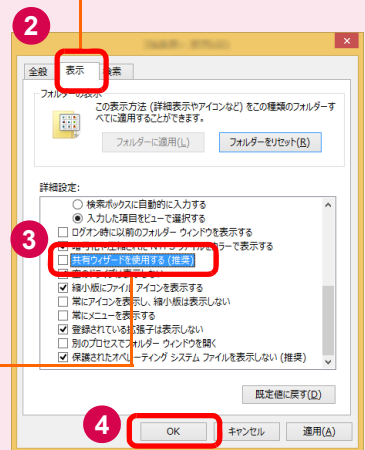 2
全般 表示 検索
フォルダーの表示
この表示方法 (詳細表示やアイコンなど) をこの種類のフォルダーす
べてに適用することができます。
フォルダーに適用(L) フォルダーをリセット(R)
詳細設定:
検索ボックスに自動的に入力する
入力した項目をビューで選択する
ログオン時に以前のフォルダー ウィンドウを表示する
3
共有ウィザードを使用する (推奨)
縮小版にファイル アイコンを表示する
常にアイコンを表示し、縮小版は表示しない
常にメニューを表示する
登録されている拡張子は表示しない
別のプロセスでフォルダー ウィンドウを開く
保護されたオペレーティング システム ファイルを表示しない (推奨)
既定値に戻す(D)
4
OK キャンセル 適用(A)